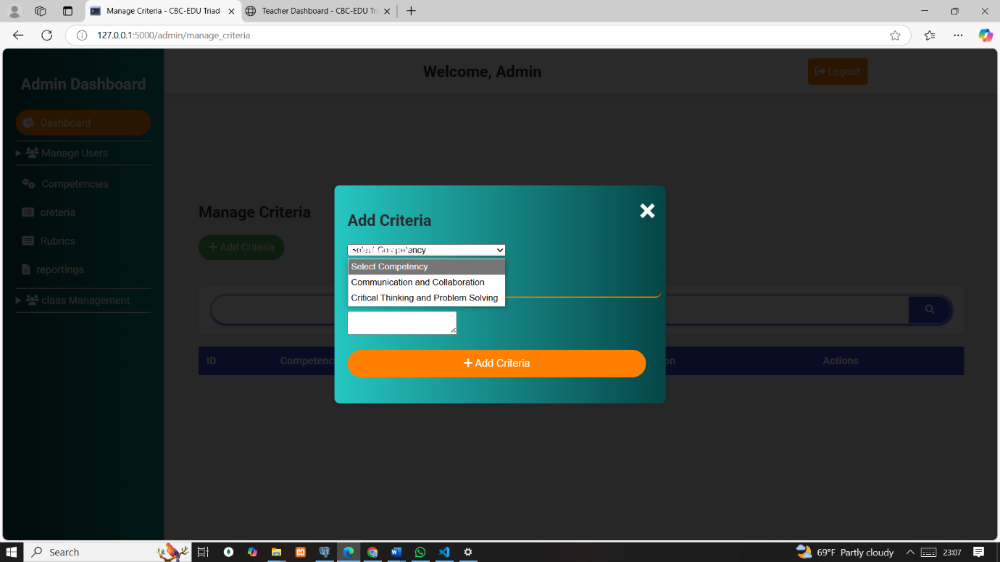 Manage Criteria - CBC-EDU Triad
Teacher Dashboard - CBC-EDU Tri
127.0.0.1:5000/admin/manage_criteria
Admin Dashboard
Welcome, Admin
Logout
Dashboard
Manage Users
Competencies
creteria
Rubrics
reportings
class Management
Manage Criteria
+ Add Criteria
Add Criteria
Select Competency
Select Competency
Communication and Collaboration
Critical Thinking and Problem Solving
+ Add Criteria
ID
Competenc
on
Actions
Search
69°F Partly cloudy
23:07